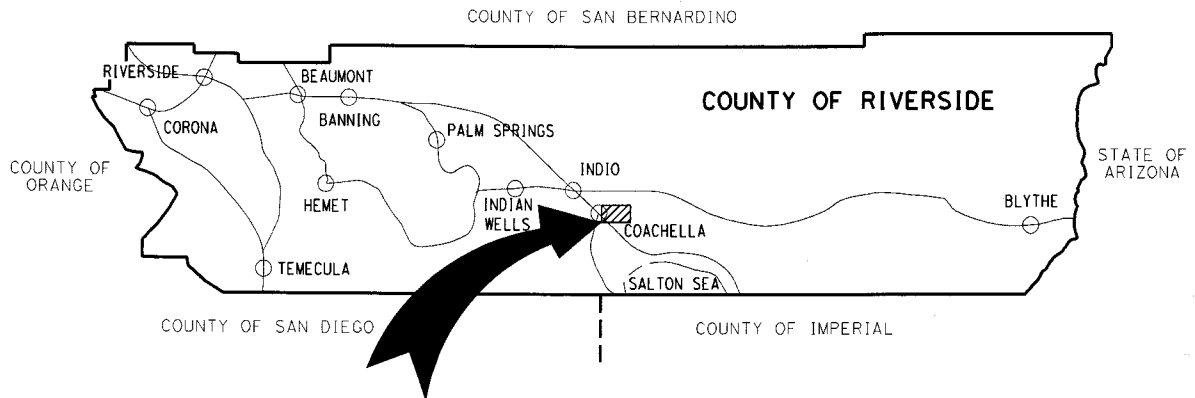 COUNTY OF SAN BERNARDINO
RIVERSIDE
BEAUMONT
COUNTY OF RIVERSIDE
CORONA
BANNING
PALM SPRINGS
COUNTY OF
ORANGE
STATE OF
ARIZONA
INDIO
HEMET
INDIAN
WELLS
BLYTHE
COACHELLA
TEMECULA
SALTON SEA
COUNTY OF SAN DIEGO
COUNTY OF IMPERIAL